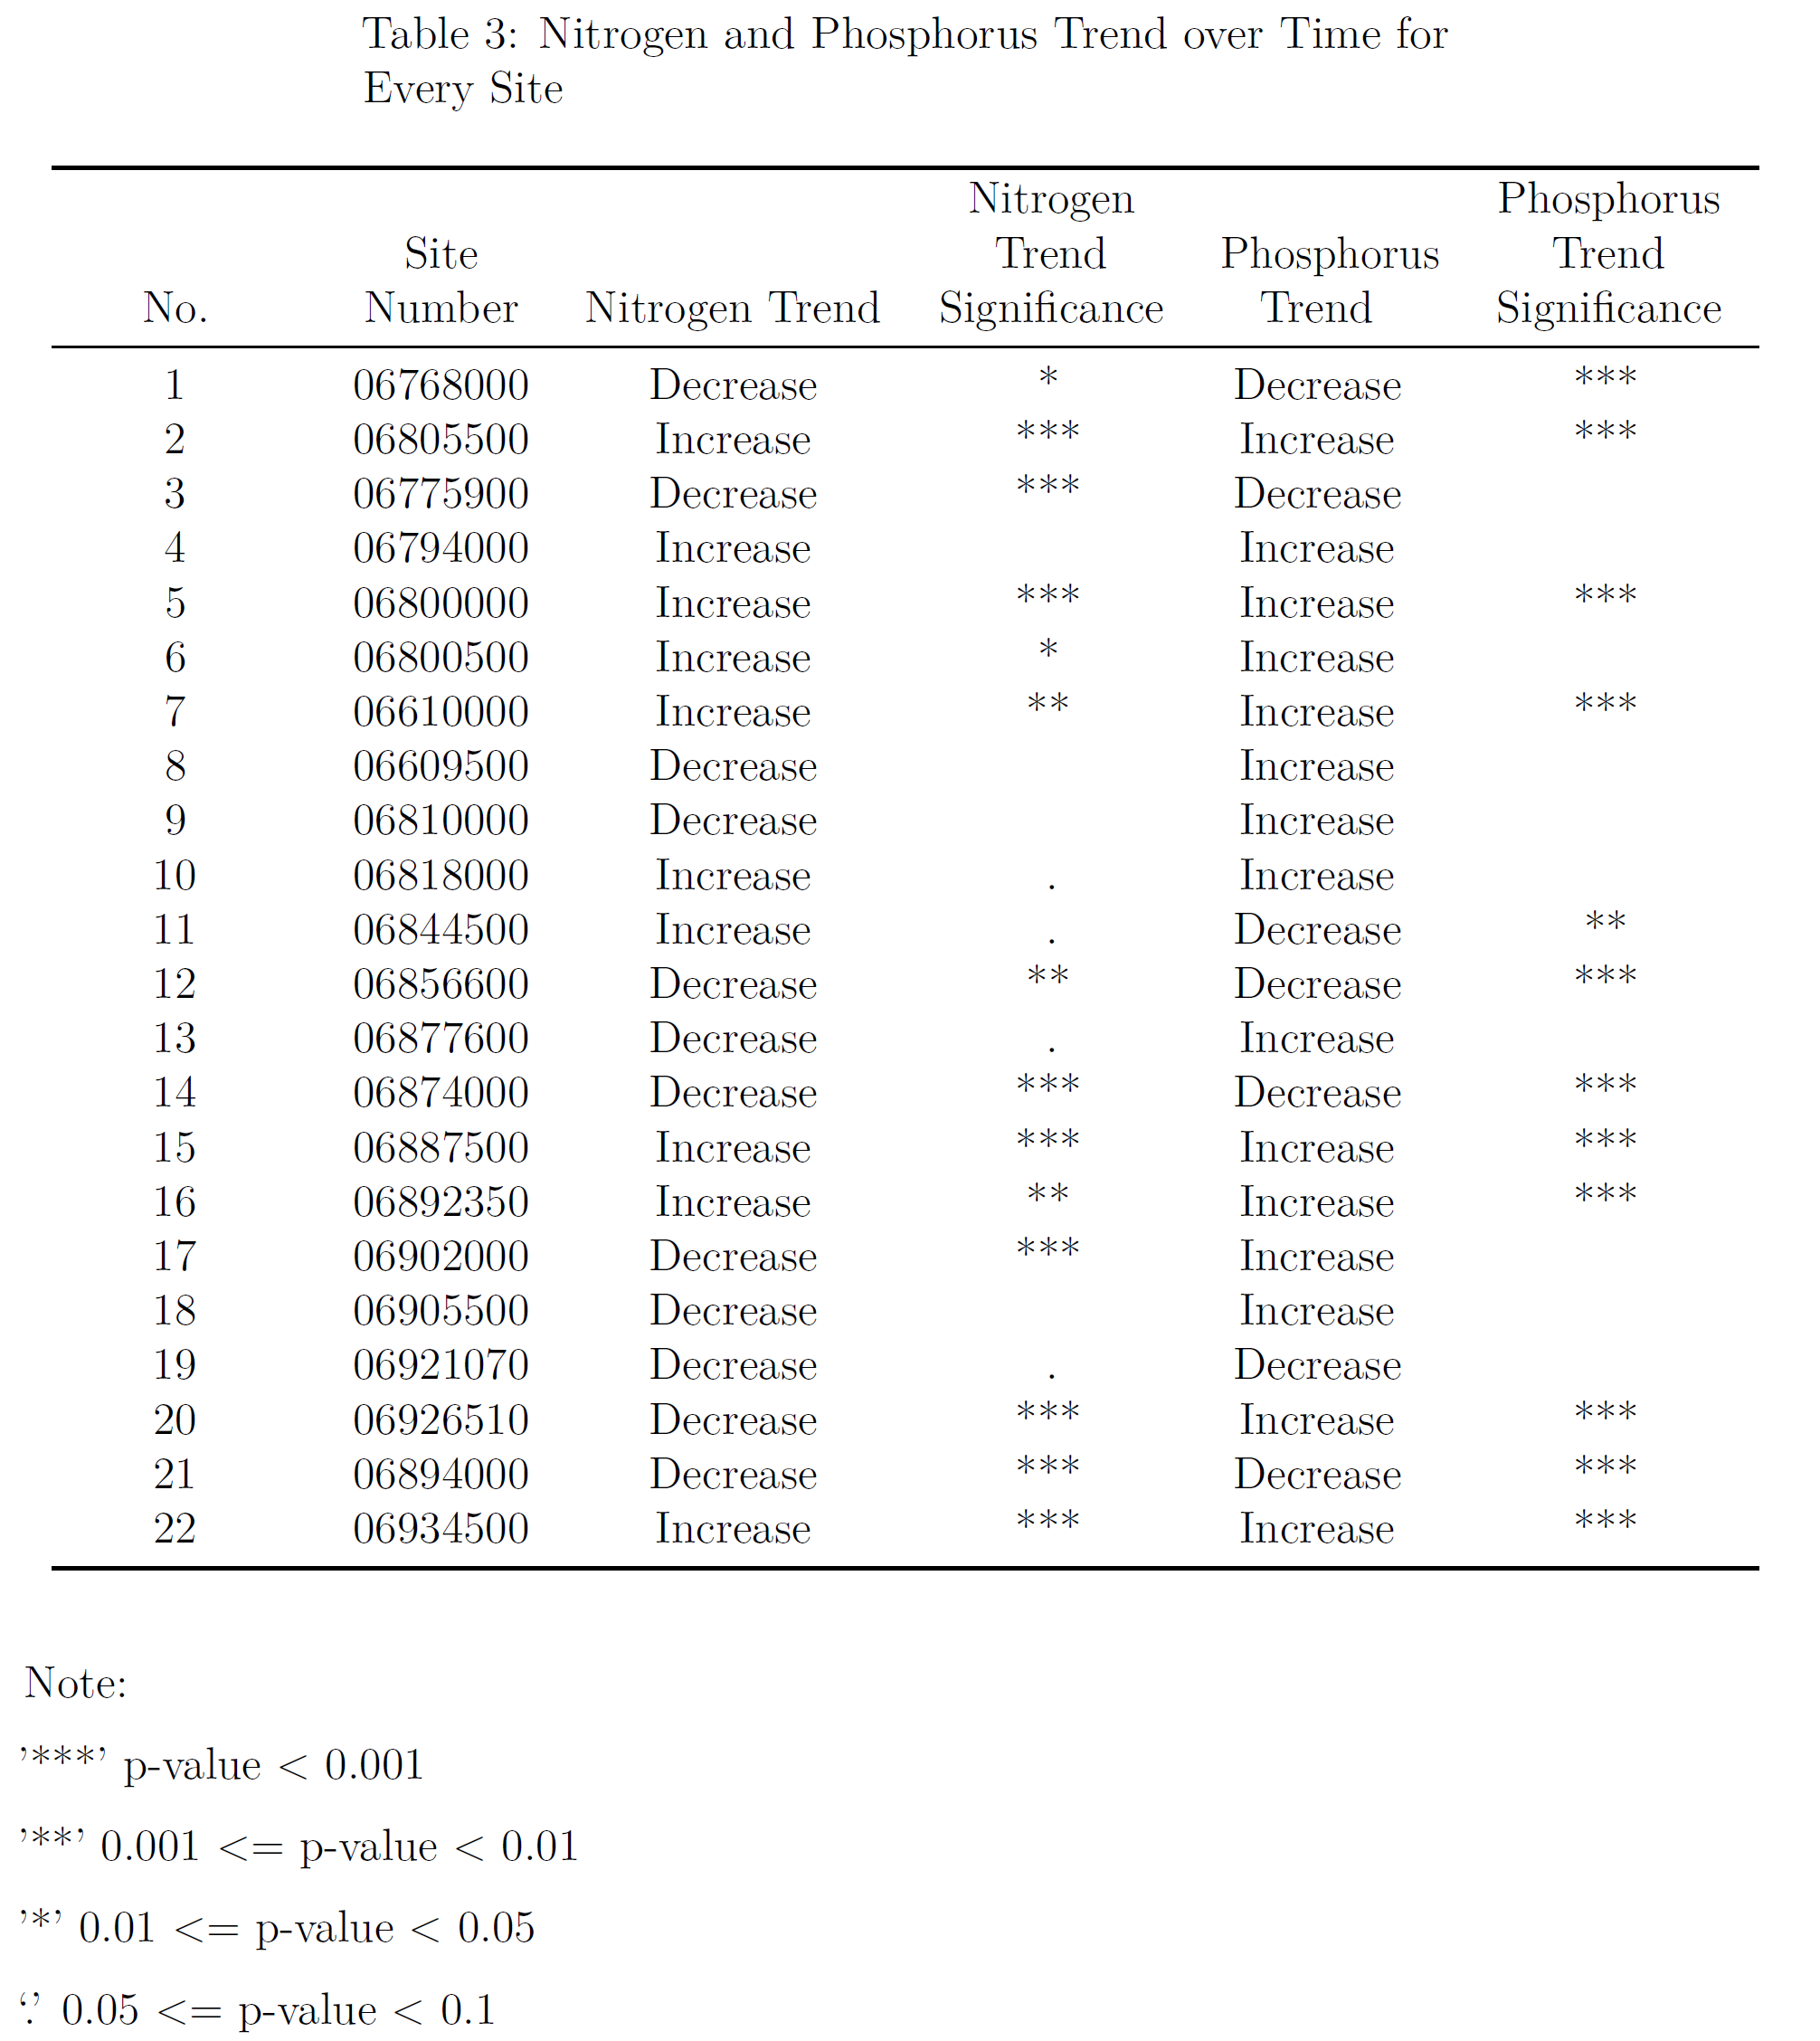 Table 3: Nitrogen and Phosphorus Trend over Time for
Every Site
Nitrogen Phosphorus
Site Trend Phosphorus Trend
No. Number Nitrogen Trend Significance Trend Significance
1 06768000 Decrease * Decrease ***
2 06805500 Increase *** Increase ***
3 06775900 Decrease *** Decrease
4 06794000 Increase Increase
5 06800000 Increase *** Increase ***
6 06800500 Increase * Increase
7 06610000 Increase ** Increase ***
8 06609500 Decrease Increase
9 06810000 Decrease Increase
10 06818000 Increase . Increase
11 06844500 Increase . Decrease **
12 06856600 Decrease ** Decrease ***
13 06877600 Decrease . Increase
14 06874000 Decrease *** Decrease ***
15 06887500 Increase *** Increase ***
16 06892350 Increase ** Increase ***
17 06902000 Decrease *** Increase
18 06905500 Decrease Increase
19 06921070 Decrease . Decrease
20 06926510 Decrease *** Increase ***
21 06894000 Decrease *** Decrease ***
22 06934500 Increase *** Increase ***
Note:
’***’ p-value < 0.001
’**’ 0.001 <= p-value < 0.01
’*’ 0.01 <= p-value < 0.05
‘.’ 0.05 <= p-value < 0.1